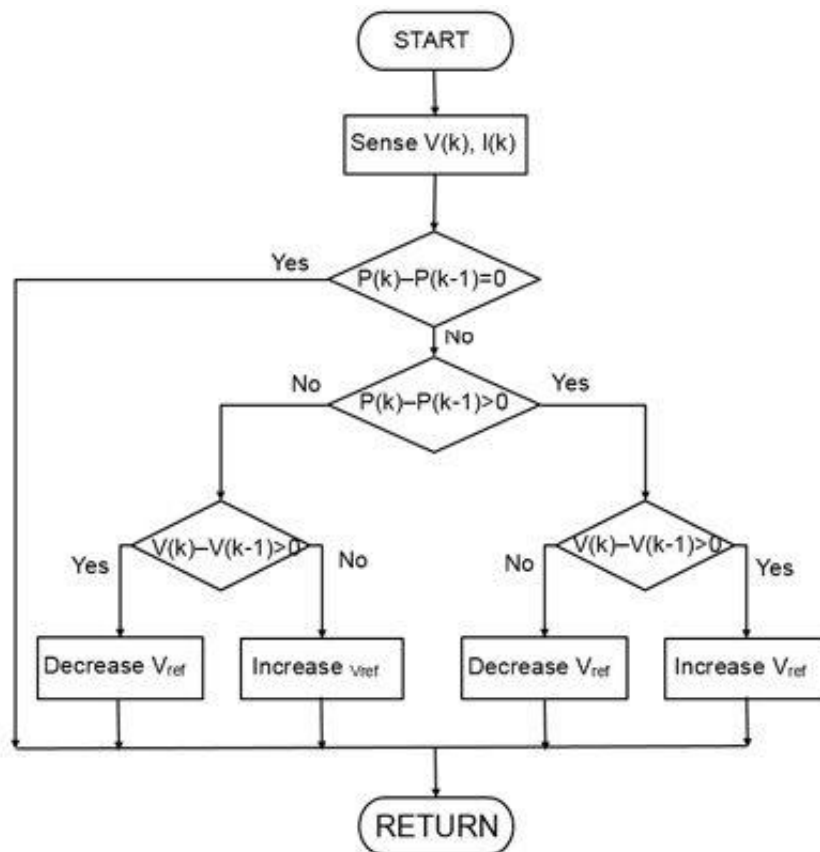 START
Sense V(k), I(k)
Yes
P(k)–P(k-1)=0
No
No
P(k)–P(k-1)>0
Yes
V(k)–V(k-1)>0
Yes
No
V(k)–V(k-1)>0
No
Yes
Decrease Vref
Increase Vref
Decrease Vref
Increase Vref
RETURN